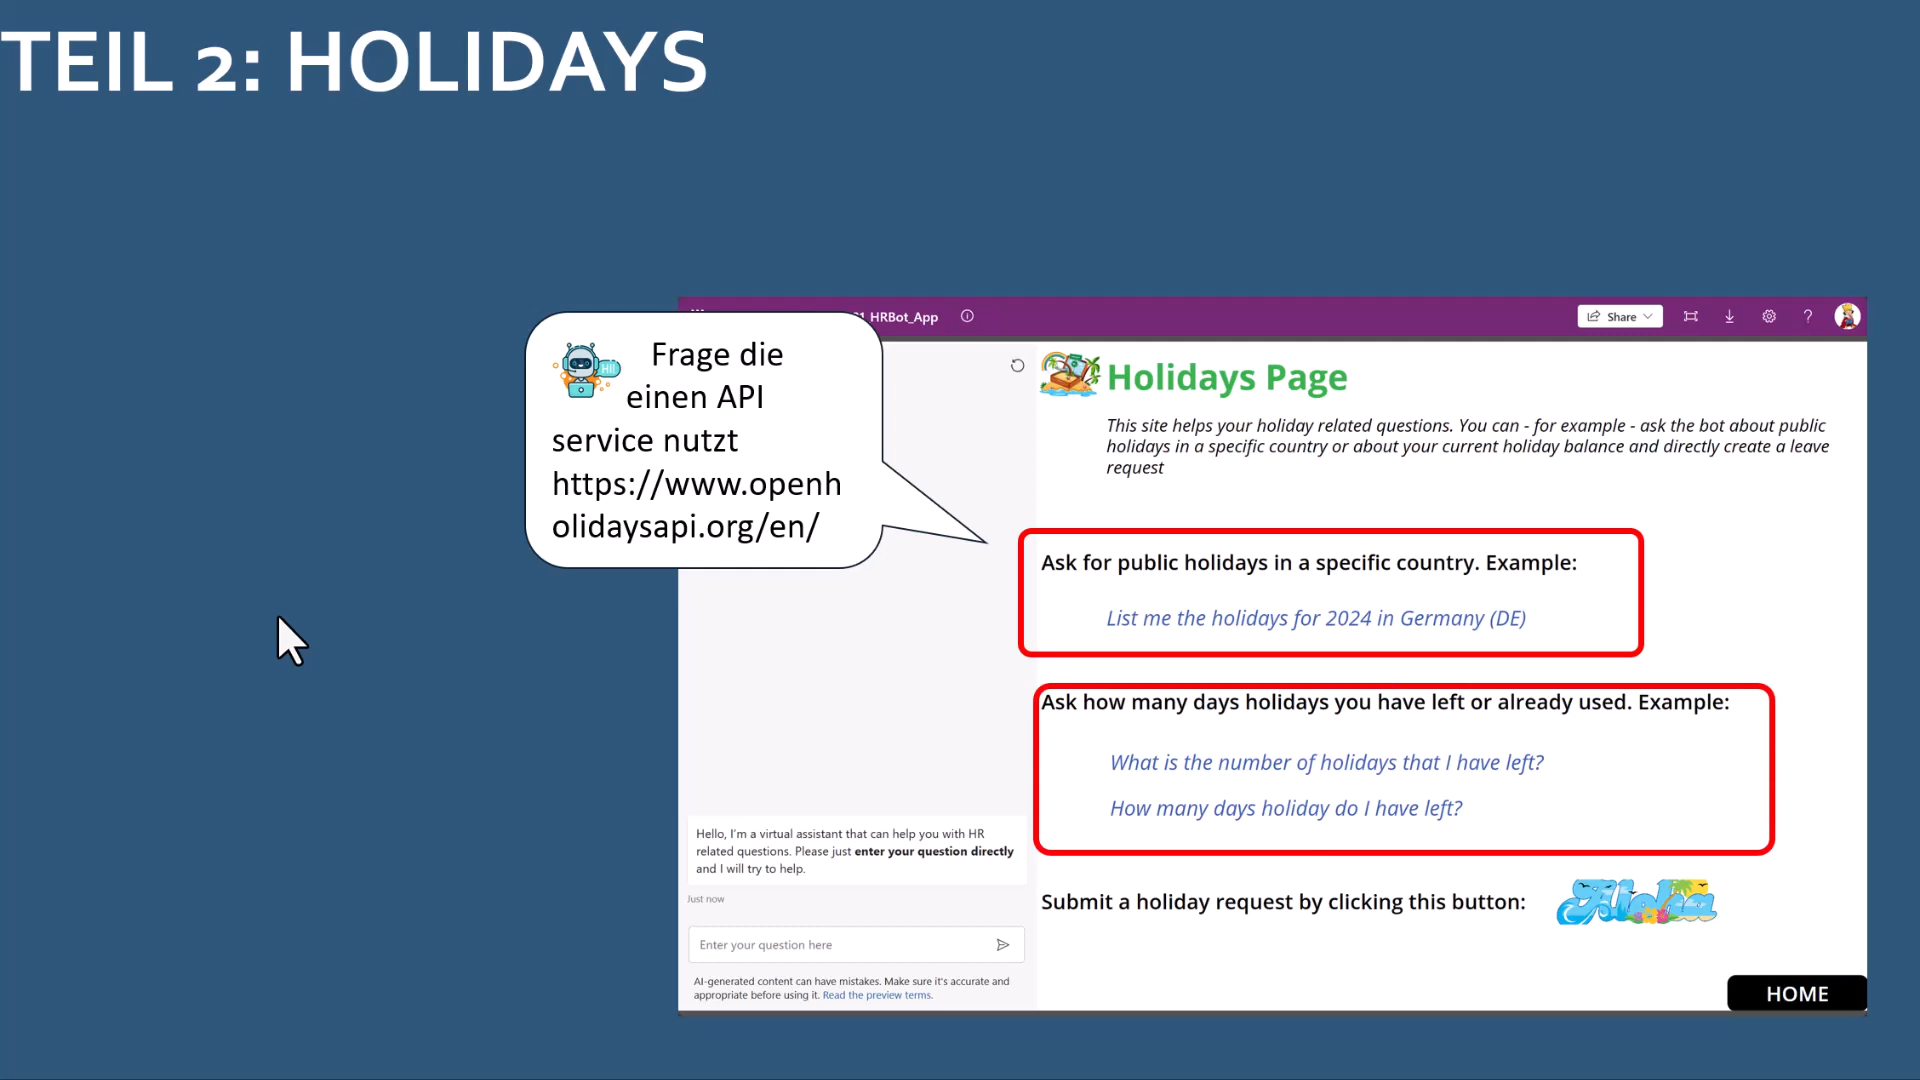 TEIL 2: HOLIDAYS
HRBot_App
Share
?
Frage die
einen API
service nutzt
https://www.openh
olidaysapi.org/en/
HI!
Holidays Page
This site helps your holiday related questions. You can - for example - ask the bot about public
holidays in a specific country or about your current holiday balance and directly create a leave
request
Ask for public holidays in a specific country. Example:
List me the holidays for 2024 in Germany (DE)
Ask how many days holidays you have left or already used. Example:
What is the number of holidays that I have left?
How many days holiday do I have left?
Submit a holiday request by clicking this button:
Aloha
Hello, I'm a virtual assistant that can help you with HR
related questions. Please just enter your question directly
and I will try to help.
Just now
Enter your question here
AI-generated content can have mistakes. Make sure it's accurate and
appropriate before using it. Read the preview terms.
HOME